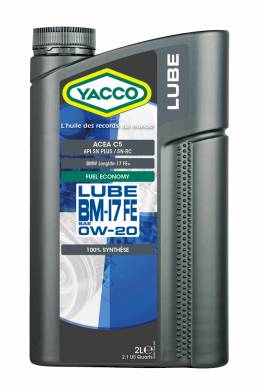 YACCO
L'huile des records du monde
LUBE
ACEA C5
API SN PLUS / SN-RC
BMW Longlife-17 FE+
FUEL ECONOMY
LUBE
BM-17 FE
SAE
0W-20
100% SYNTHÈSE
2L℮
2.1 US Quarts